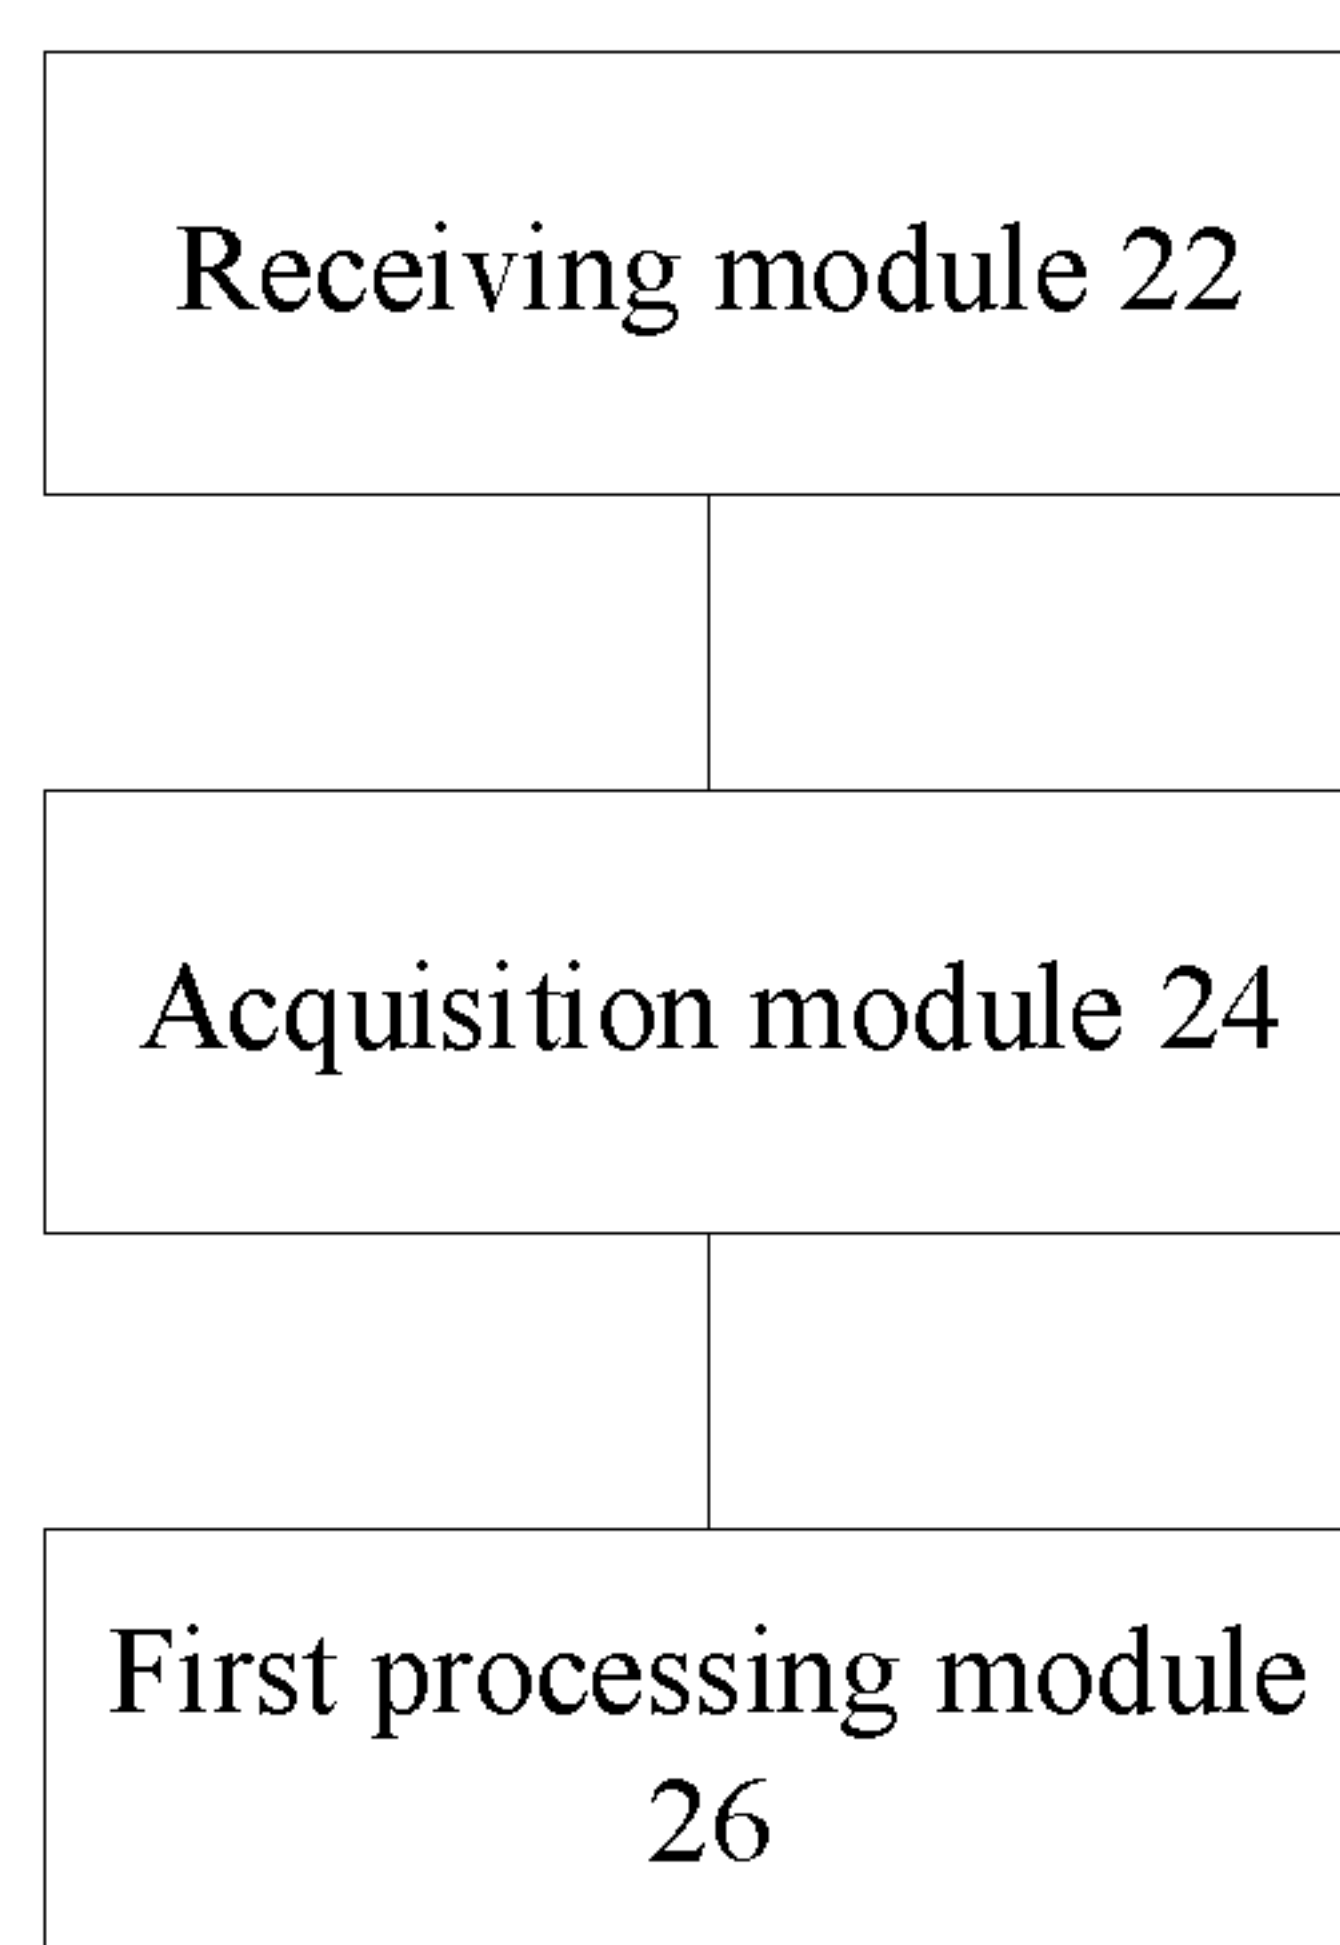 Receiving module 22
Acquisition module 24
First processing module
26